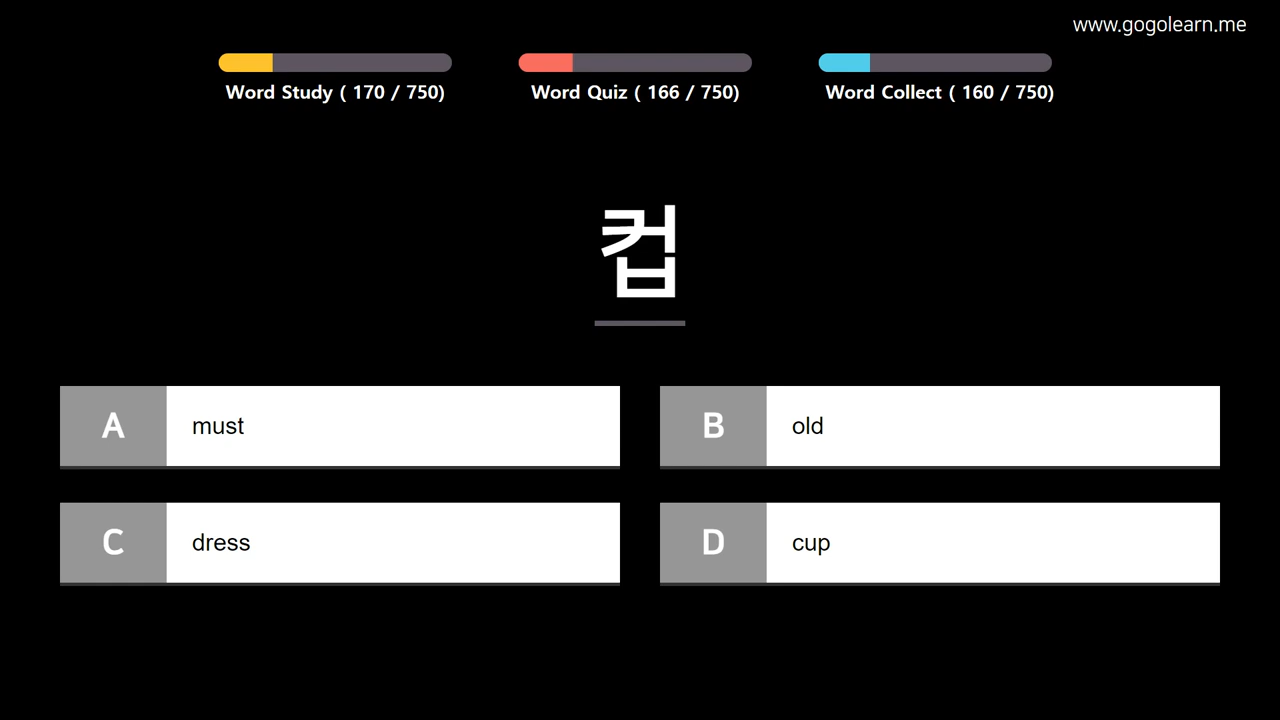 www.gogolearn.me
Word Study ( 170 / 750)
Word Quiz ( 166 / 750)
Word Collect ( 160 / 750)
컵
A must
B old
C dress
D cup